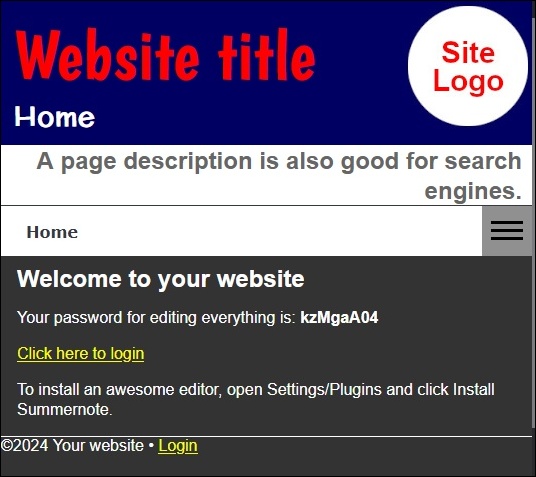 Website title
Site
Logo
Home
A page description is also good for search
engines.
Home
Welcome to your website
Your password for editing everything is: kzMgaA04
Click here to login
To install an awesome editor, open Settings/Plugins and click Install
Summernote.
©2024 Your website • Login